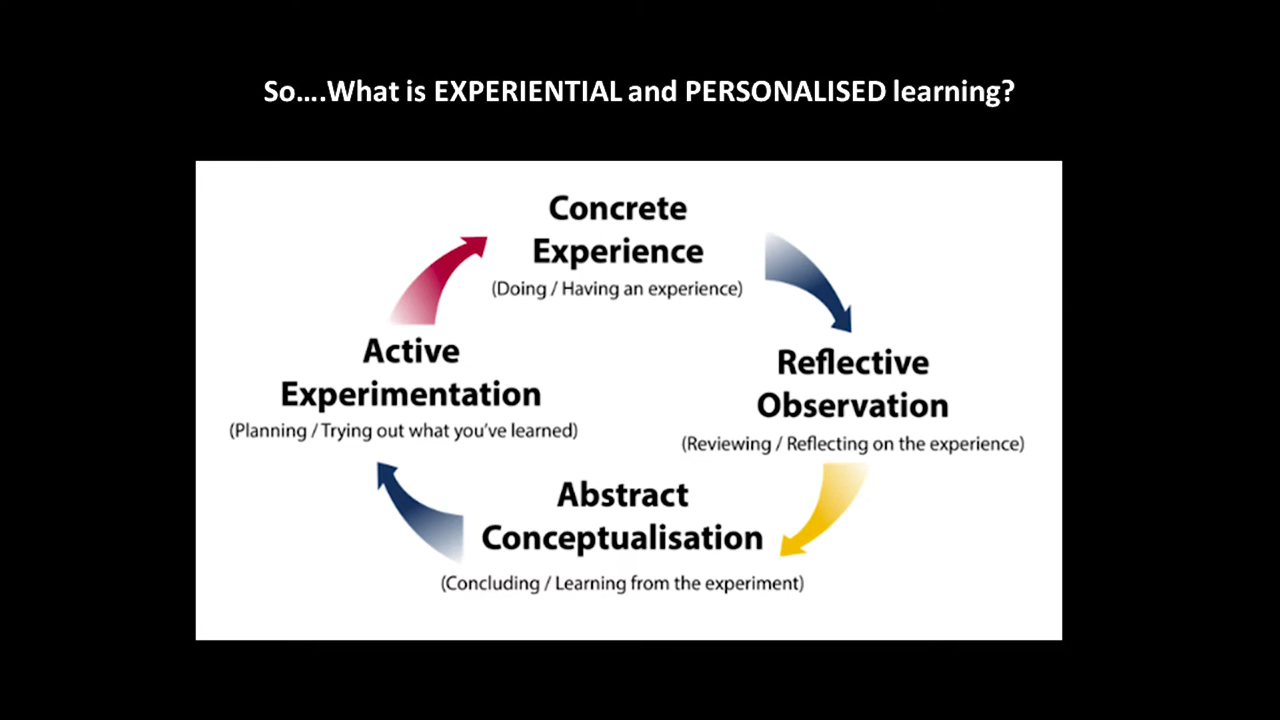 So….What is EXPERIENTIAL and PERSONALISED learning?
Concrete
Experience
(Doing / Having an experience)
Reflective
Observation
(Reviewing / Reflecting on the experience)
Abstract
Conceptualisation
(Concluding / Learning from the experiment)
Active
Experimentation
(Planning / Trying out what you’ve learned)